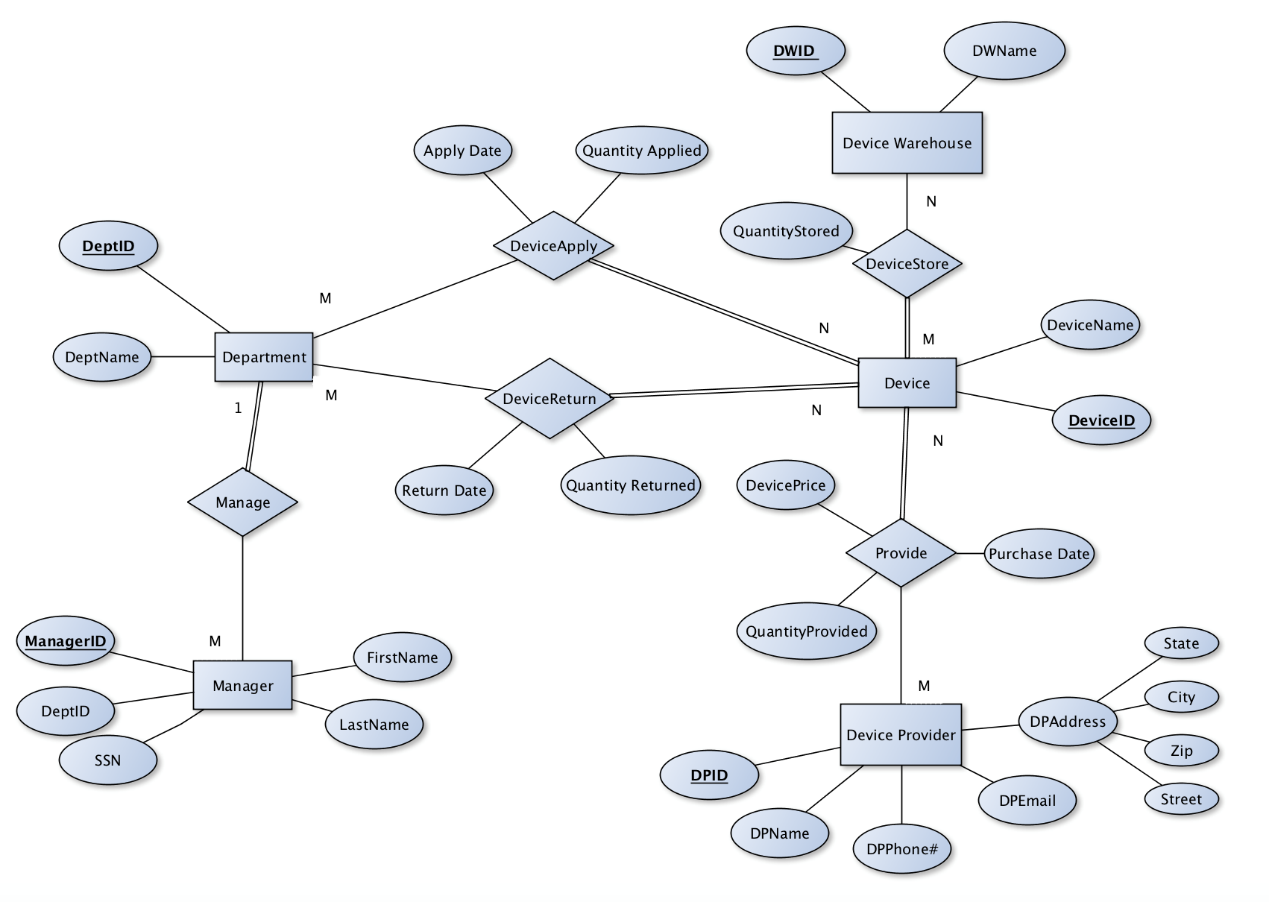 DWID
DWName
Device Warehouse
Apply Date
Quantity Applied
N
QuantityStored
DeptID
DeviceApply
DeviceStore
M
N
M
DeviceName
DeptName
Department
Device
M
DeviceReturn
1
N
N
DeviceID
Return Date
Quantity Returned
DevicePrice
Manage
Provide
Purchase Date
ManagerID
M
QuantityProvided
State
FirstName
Manager
M
City
DeptID
LastName
DPAddress
Device Provider
Zip
SSN
DPID
DPEmail
Street
DPName
DPPhone#